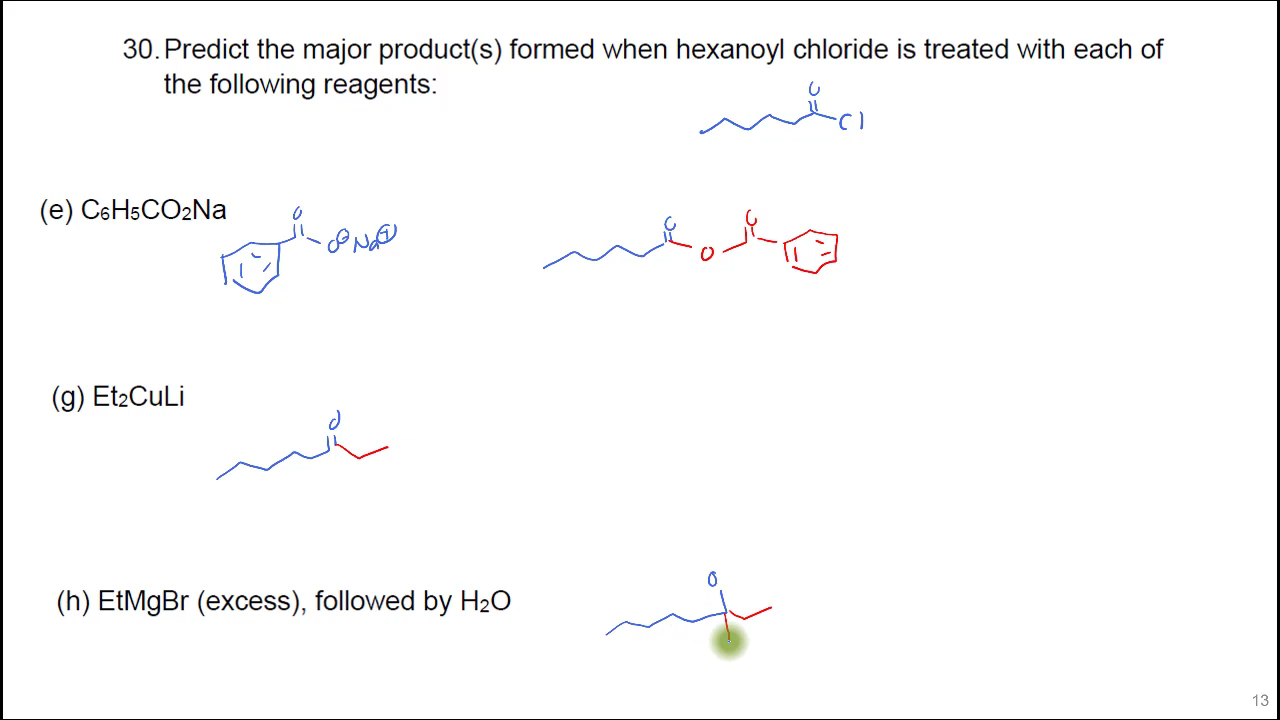 30. Predict the major product(s) formed when hexanoyl chloride is treated with each of
the following reagents:
O
Cl
(e) C₆H₅CO₂Na
O
O⊖ Na⊕
O
O
O
(g) Et₂CuLi
O
(h) EtMgBr (excess), followed by H₂O
O
13